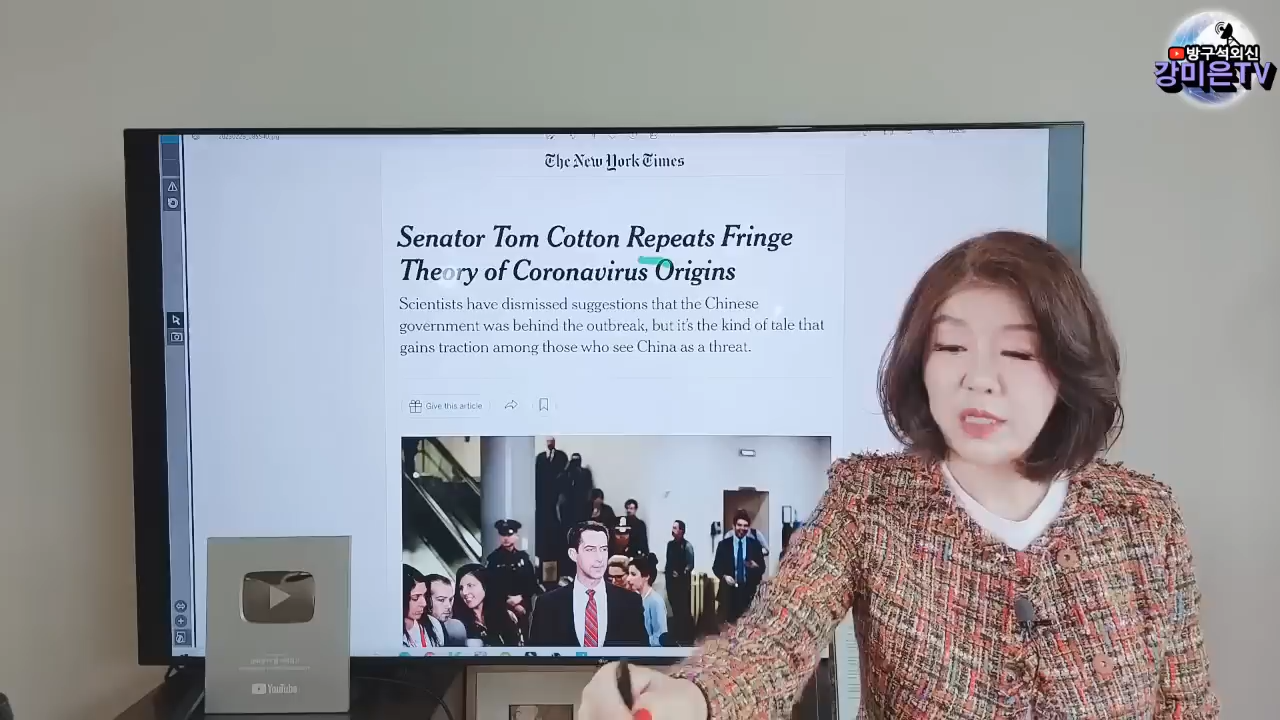 방구석외신
강미은TV
The New York Times
Senator Tom Cotton Repeats Fringe
Theory of Coronavirus Origins
Scientists have dismissed suggestions that the Chinese
government was behind the outbreak, but it's the kind of tale that
gains traction among those who see China as a threat.
Give this article
YouTube